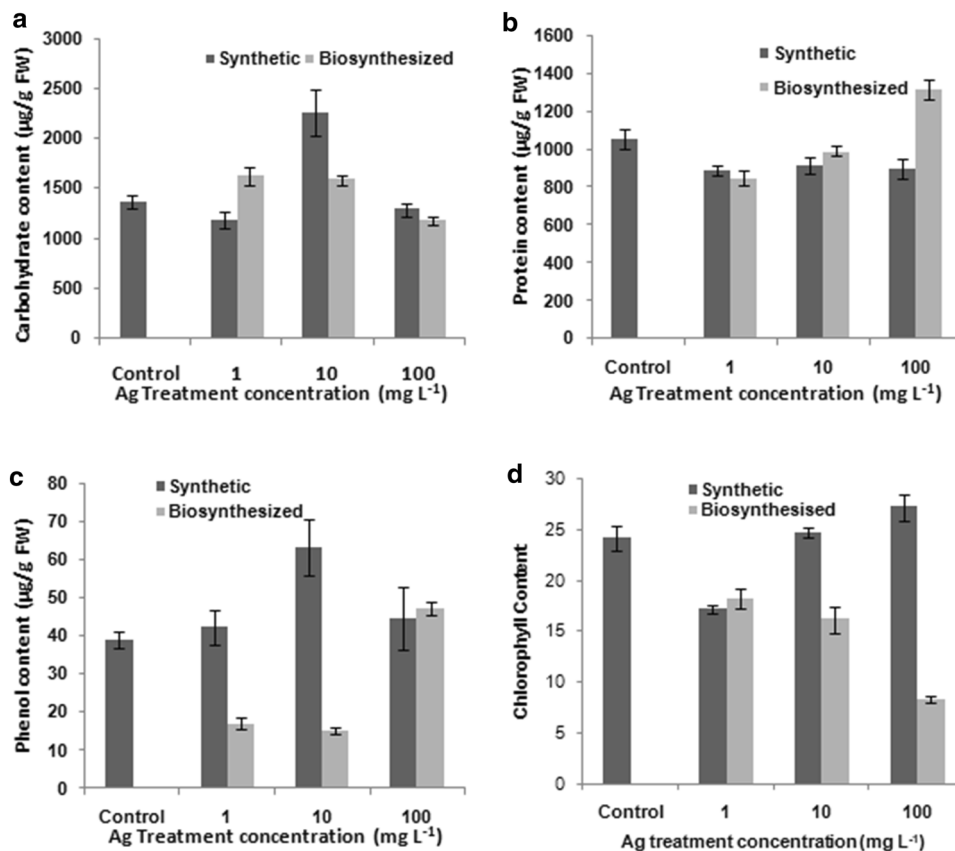 a
3000
2500
2000
1500
1000
500
0
Carbohydrate content (µg/g FW)
Synthetic Biosynthesized
Control 1 10 100
Ag Treatment concentration (mg L⁻¹)
b
1600
1400
1200
1000
800
600
400
200
0
Protein content (µg/g FW)
Synthetic
Biosynthesized
Control 1 10 100
Ag Treatment concentration (mg L⁻¹)
c
80
70
60
50
40
30
20
10
0
Phenol content (µg/g FW)
Synthetic
Biosynthesized
Control 1 10 100
Ag Treatment concentration (mg L⁻¹)
d
30
25
20
15
10
5
0
Chlorophyll Content
Synthetic
Biosynthesised
Control 1 10 100
Ag treatment concentration (mg L⁻¹)